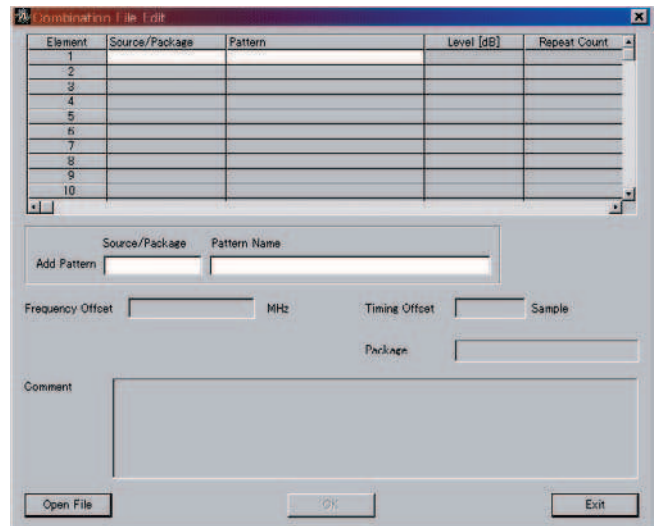 Combination File Edit
Element Source/Package Pattern Level [dB] Repeat Count
1
2
3
4
5
6
7
8
9
10
Source/Package Pattern Name
Add Pattern
Frequency Offset MHz Timing Offset Sample
Package
Comment
Open File OK Exit